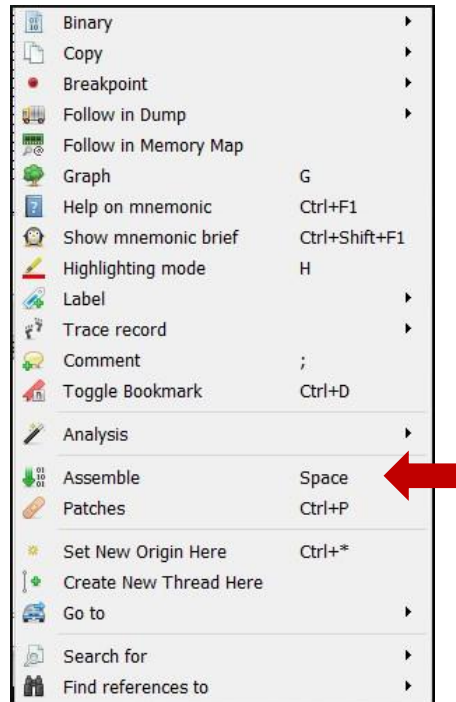 Binary
Copy
Breakpoint
Follow in Dump
Follow in Memory Map
Graph G
Help on mnemonic Ctrl+F1
Show mnemonic brief Ctrl+Shift+F1
Highlighting mode H
Label
Trace record
Comment ;
Toggle Bookmark Ctrl+D
Analysis
Assemble Space
Patches Ctrl+P
Set New Origin Here Ctrl+*
Create New Thread Here
Go to
Search for
Find references to